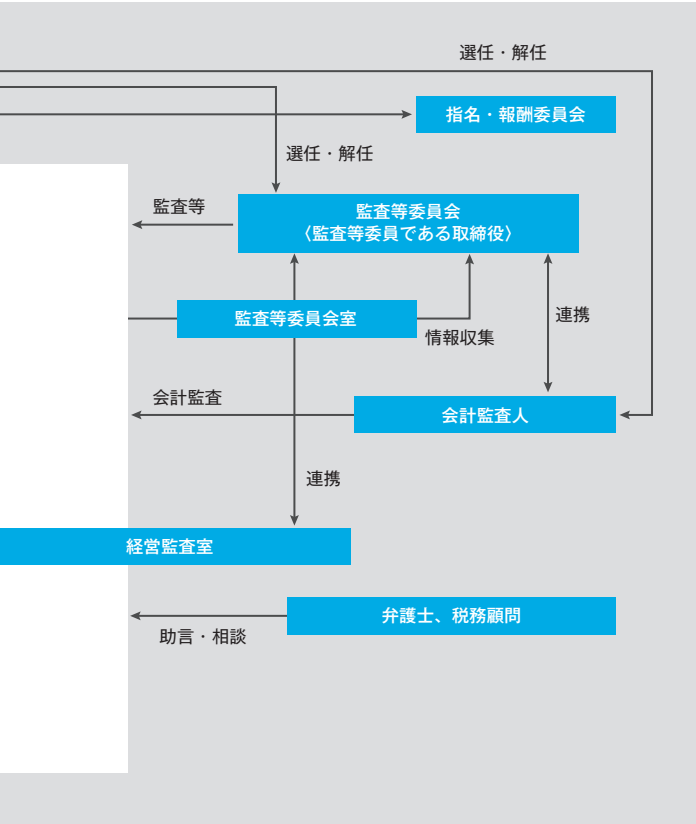 選任・解任
指名・報酬委員会
選任・解任
監査等
監査等委員会
〈監査等委員である取締役〉
監査等委員会室
連携
情報収集
会計監査
会計監査人
連携
経営監査室
弁護士、税務顧問
助言・相談